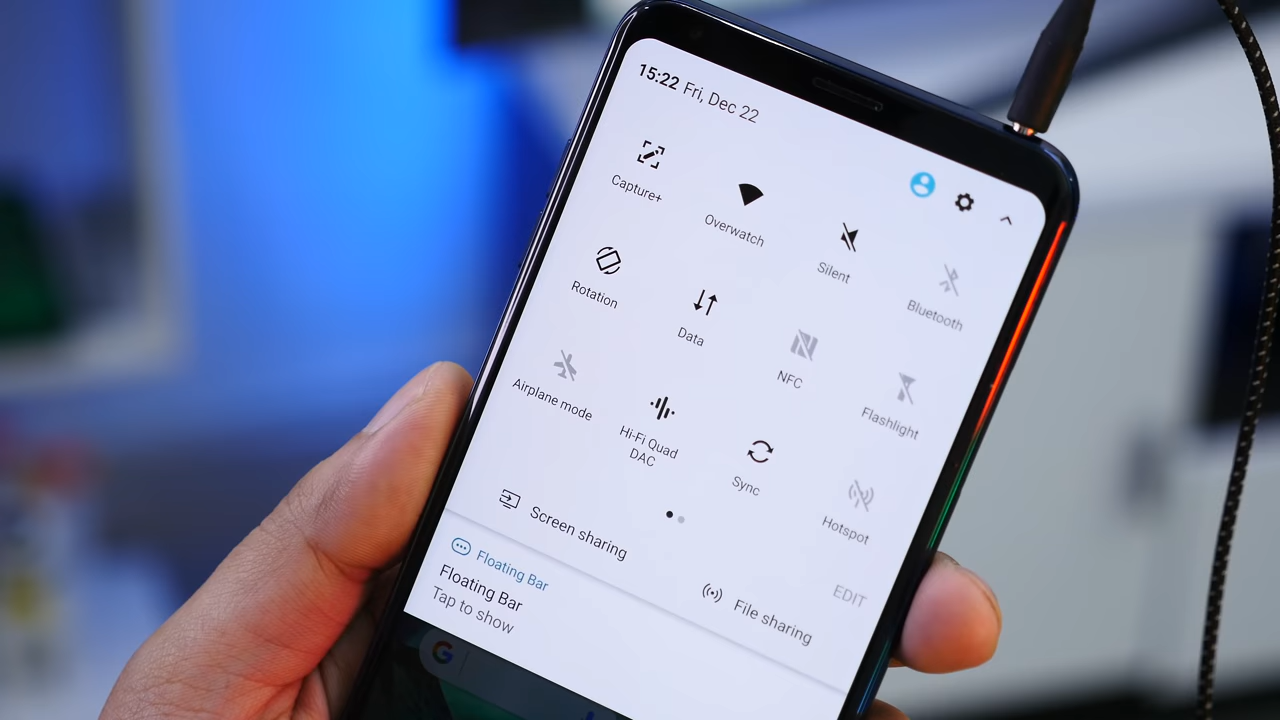 15:22 Fri, Dec 22
Capture+
Overwatch
Silent
Bluetooth
Rotation
Data
NFC
Flashlight
Airplane mode
Hi-Fi Quad
DAC
Sync
Hotspot
EDIT
Screen sharing
File sharing
Floating Bar
Floating Bar
Tap to show
G